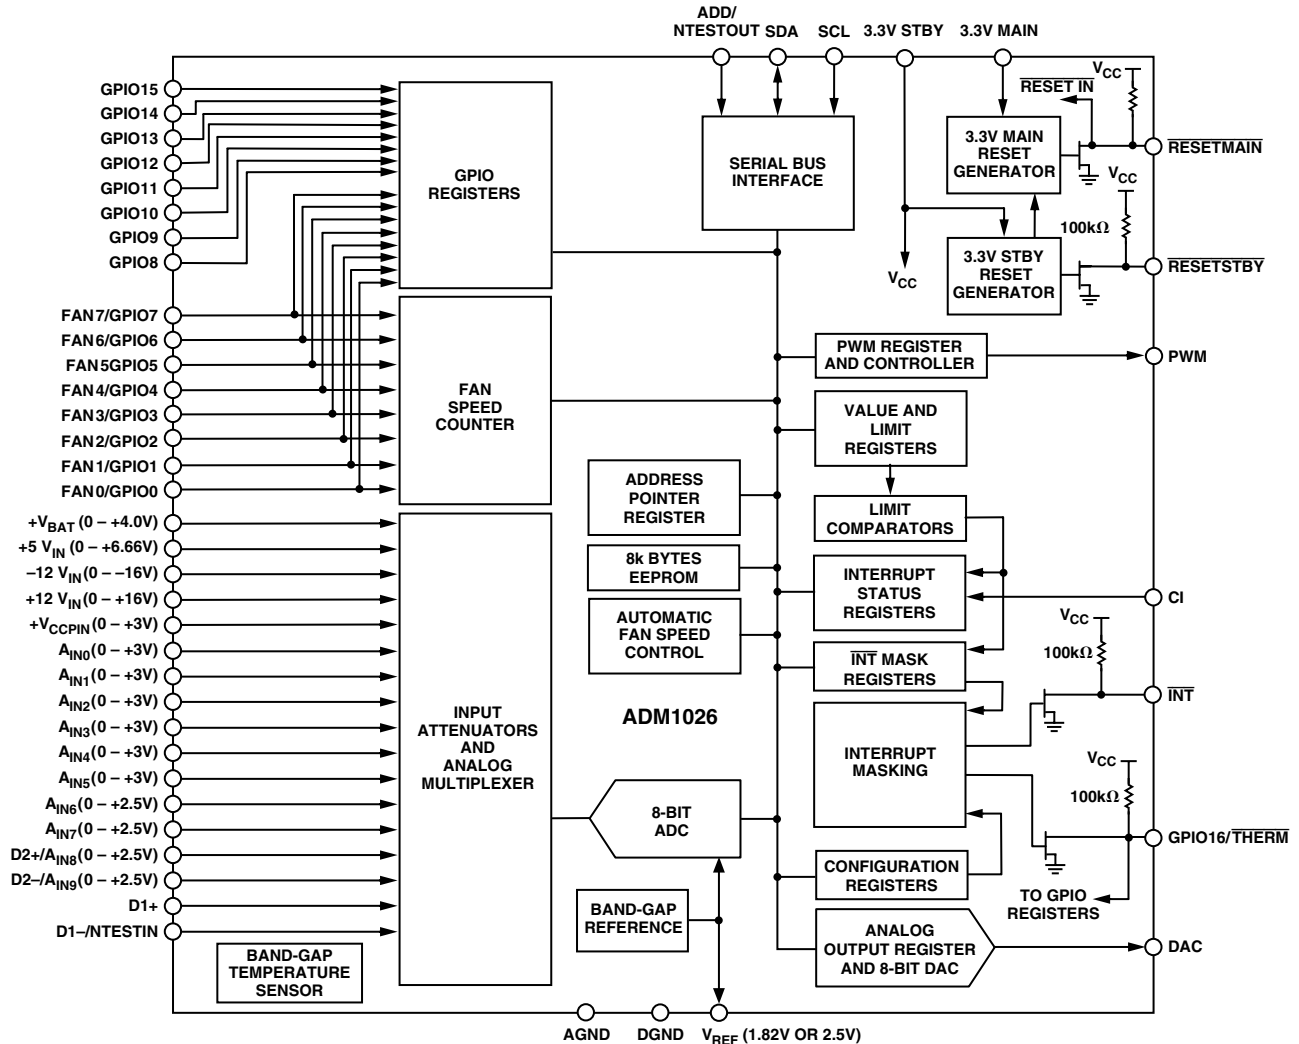 ADD/
NTESTOUT
SDA
SCL
3.3V STBY
3.3V MAIN
GPIO15
GPIO14
GPIO13
GPIO12
GPIO11
GPIO10
GPIO9
GPIO8
FAN7/GPIO7
FAN6/GPIO6
FAN5GPIO5
FAN4/GPIO4
FAN3/GPIO3
FAN2/GPIO2
FAN1/GPIO1
FAN0/GPIO0
+VBAT (0 – +4.0V)
+5 VIN (0 – +6.66V)
–12 VIN (0 – –16V)
+12 VIN (0 – +16V)
+VCCPIN (0 – +3V)
AIN0 (0 – +3V)
AIN1 (0 – +3V)
AIN2 (0 – +3V)
AIN3 (0 – +3V)
AIN4 (0 – +3V)
AIN5 (0 – +3V)
AIN6 (0 – +2.5V)
AIN7 (0 – +2.5V)
D2+/AIN8 (0 – +2.5V)
D2–/AIN9 (0 – +2.5V)
D1+
D1–/NTESTIN
GPIO
REGISTERS
FAN
SPEED
COUNTER
INPUT
ATTENUATORS
AND
ANALOG
MULTIPLEXER
BAND-GAP
TEMPERATURE
SENSOR
SERIAL BUS
INTERFACE
ADDRESS
POINTER
REGISTER
8k BYTES
EEPROM
AUTOMATIC
FAN SPEED
CONTROL
ADM1026
8-BIT
ADC
BAND-GAP
REFERENCE
AGND
DGND
VREF (1.82V OR 2.5V)
3.3V MAIN
RESET
GENERATOR
3.3V STBY
RESET
GENERATOR
VCC
RESET IN
VCC
RESETMAIN
VCC
100kΩ
RESETSTBY
PWM REGISTER
AND CONTROLLER
PWM
VALUE AND
LIMIT
REGISTERS
LIMIT
COMPARATORS
INTERRUPT
STATUS
REGISTERS
CI
INT MASK
REGISTERS
VCC
100kΩ
INT
INTERRUPT
MASKING
VCC
100kΩ
GPIO16/THERM
CONFIGURATION
REGISTERS
TO GPIO
REGISTERS
ANALOG
OUTPUT REGISTER
AND 8-BIT DAC
DAC